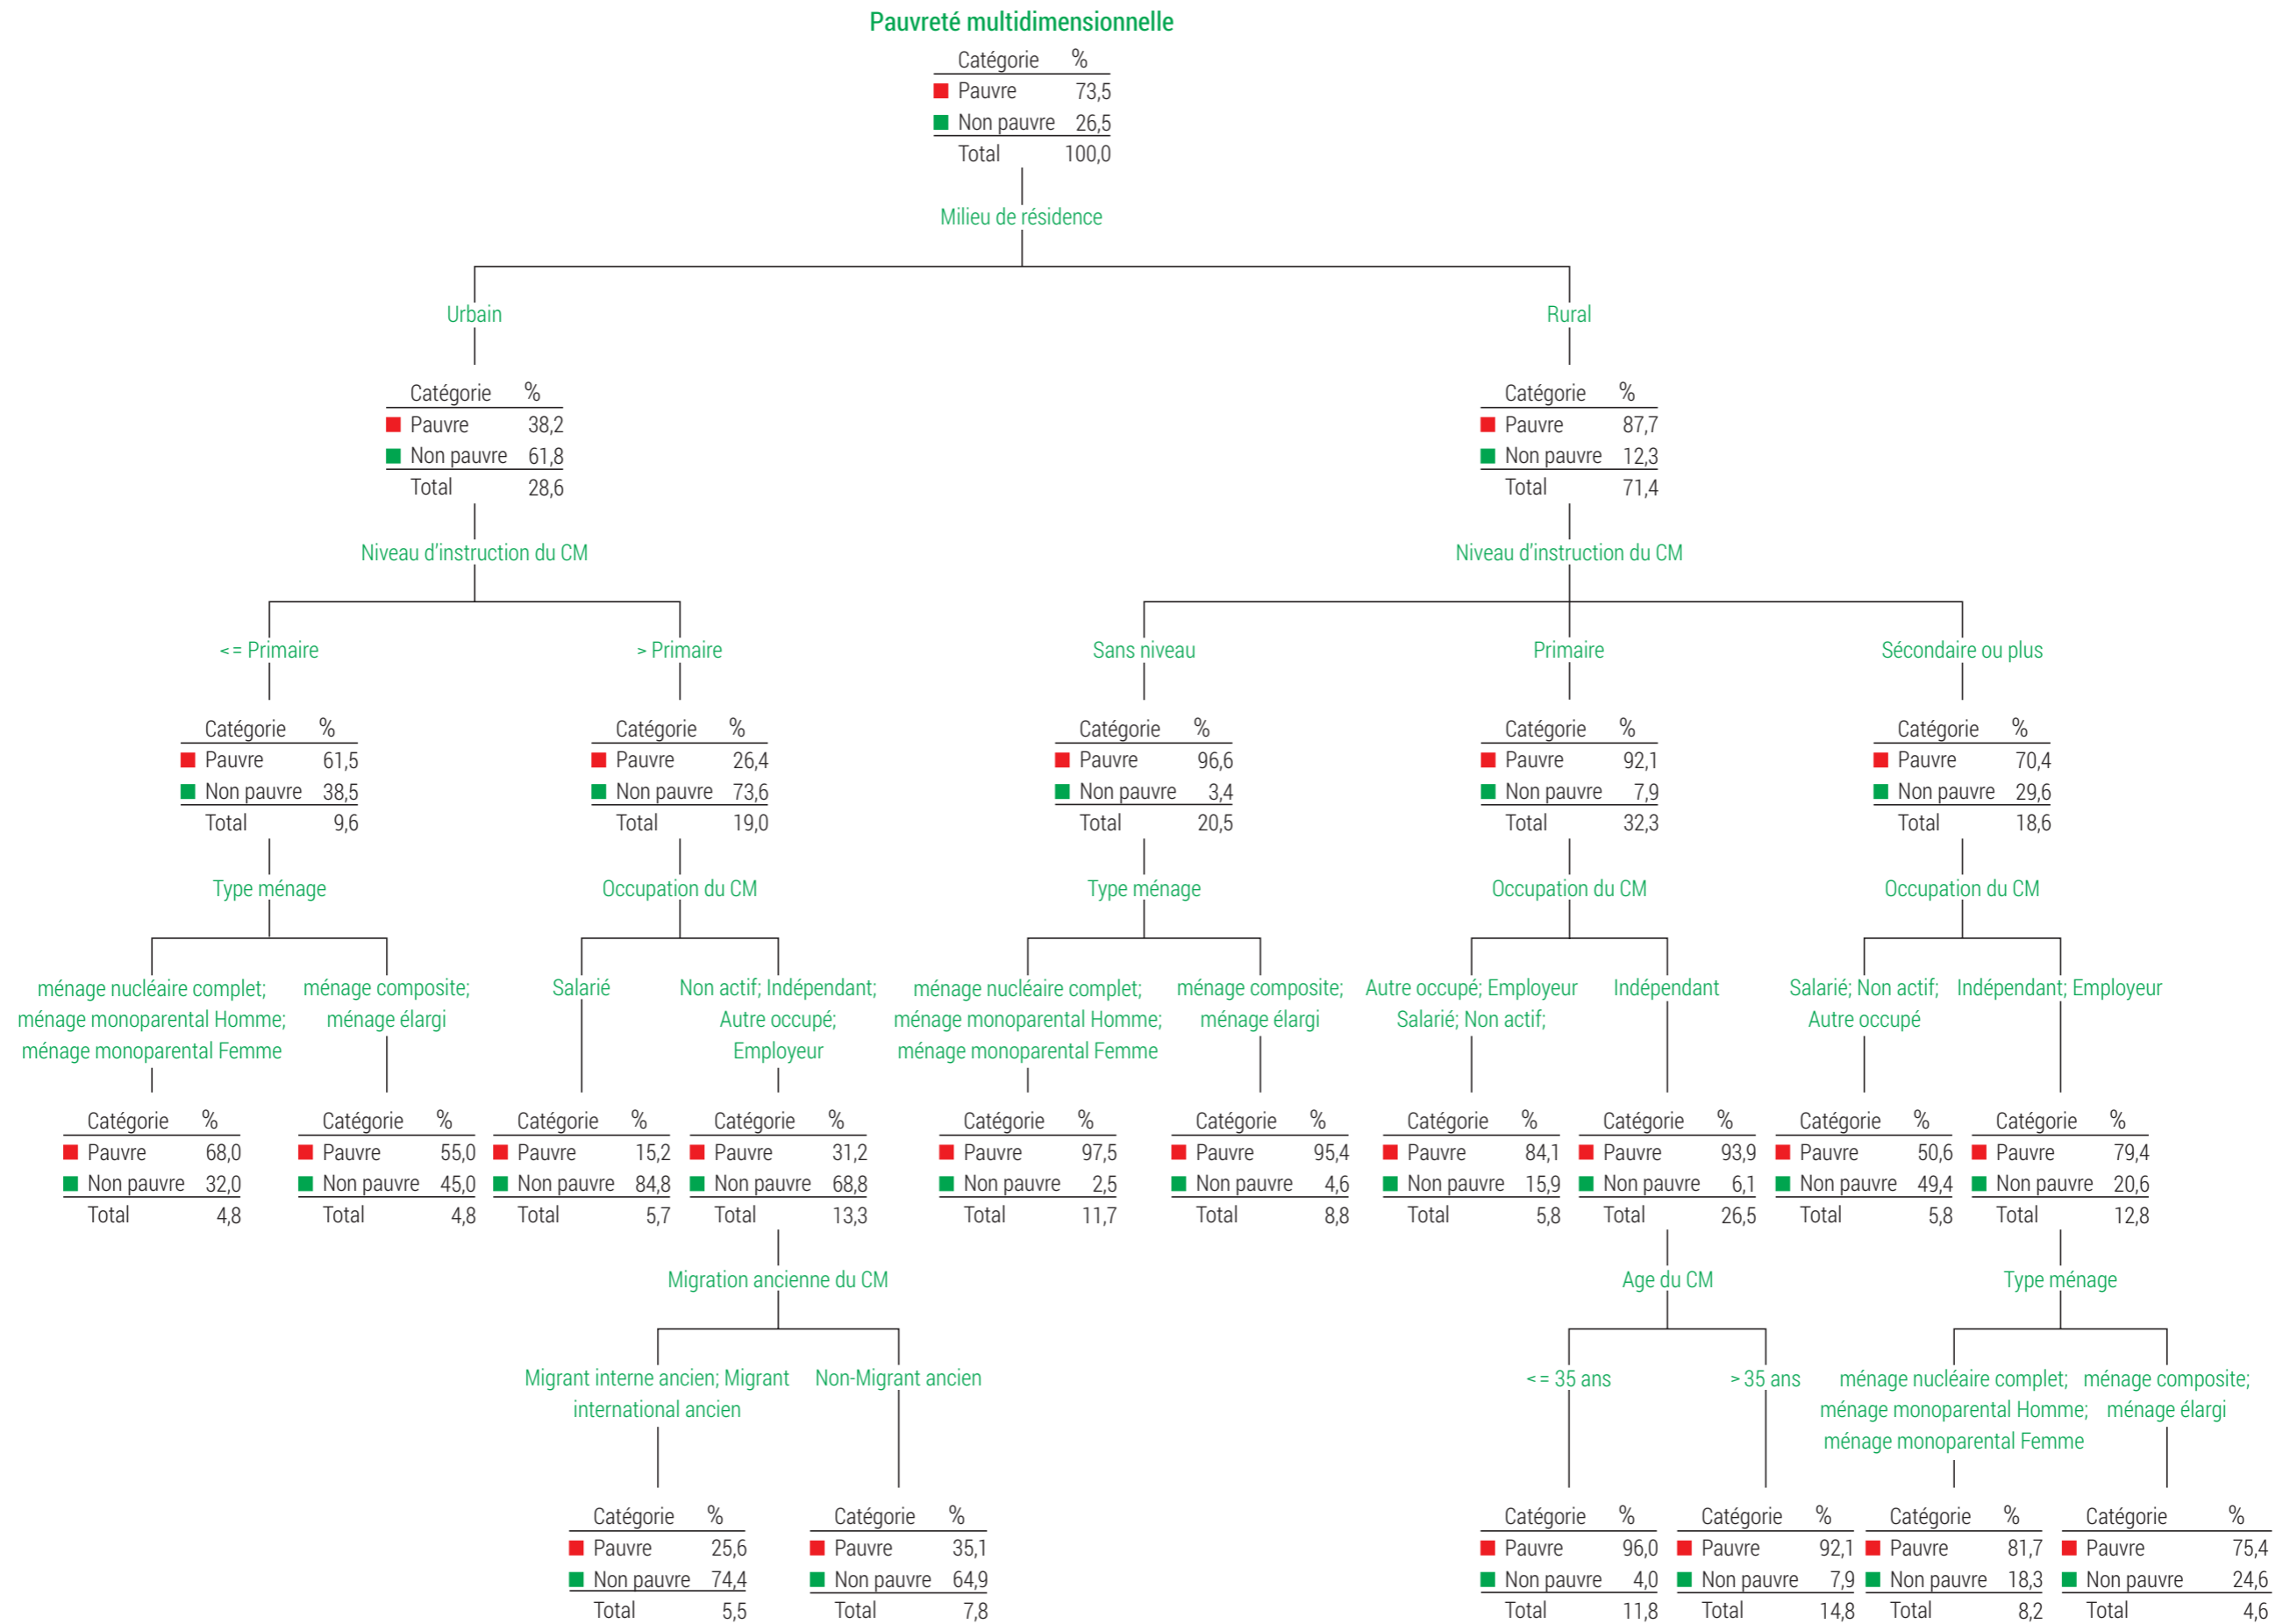 Pauvreté multidimensionnelle
Catégorie %
Pauvre 73,5
Non pauvre 26,5
Total 100,0
Milieu de résidence
Urbain
Catégorie %
Pauvre 38,2
Non pauvre 61,8
Total 28,6
Rural
Catégorie %
Pauvre 87,7
Non pauvre 12,3
Total 71,4
Niveau d'instruction du CM
Niveau d'instruction du CM
<= Primaire
Catégorie %
Pauvre 61,5
Non pauvre 38,5
Total 9,6
> Primaire
Catégorie %
Pauvre 26,4
Non pauvre 73,6
Total 19,0
Sans niveau
Catégorie %
Pauvre 96,6
Non pauvre 3,4
Total 20,5
Primaire
Catégorie %
Pauvre 92,1
Non pauvre 7,9
Total 32,3
Sécondaire ou plus
Catégorie %
Pauvre 70,4
Non pauvre 29,6
Total 18,6
Type ménage
Occupation du CM
Type ménage
Occupation du CM
Occupation du CM
ménage nucléaire complet;
ménage monoparental Homme;
ménage monoparental Femme
Catégorie %
Pauvre 68,0
Non pauvre 32,0
Total 4,8
ménage composite;
ménage élargi
Catégorie %
Pauvre 55,0
Non pauvre 45,0
Total 4,8
Salarié
Catégorie %
Pauvre 15,2
Non pauvre 84,8
Total 5,7
Non actif; Indépendant;
Autre occupé;
Employeur
Catégorie %
Pauvre 31,2
Non pauvre 68,8
Total 13,3
ménage nucléaire complet;
ménage monoparental Homme;
ménage monoparental Femme
Catégorie %
Pauvre 97,5
Non pauvre 2,5
Total 11,7
ménage composite;
ménage élargi
Catégorie %
Pauvre 95,4
Non pauvre 4,6
Total 8,8
Autre occupé; Employeur
Salarié; Non actif;
Catégorie %
Pauvre 84,1
Non pauvre 15,9
Total 5,8
Indépendant
Catégorie %
Pauvre 93,9
Non pauvre 6,1
Total 26,5
Salarié; Non actif;
Autre occupé
Catégorie %
Pauvre 50,6
Non pauvre 49,4
Total 5,8
Indépendant; Employeur
Catégorie %
Pauvre 79,4
Non pauvre 20,6
Total 12,8
Migration ancienne du CM
Age du CM
Type ménage
Migrant interne ancien; Migrant
international ancien
Catégorie %
Pauvre 25,6
Non pauvre 74,4
Total 5,5
Non-Migrant ancien
Catégorie %
Pauvre 35,1
Non pauvre 64,9
Total 7,8
<= 35 ans
Catégorie %
Pauvre 96,0
Non pauvre 4,0
Total 11,8
> 35 ans
Catégorie %
Pauvre 92,1
Non pauvre 7,9
Total 14,8
ménage nucléaire complet;
ménage monoparental Homme;
ménage monoparental Femme
Catégorie %
Pauvre 81,7
Non pauvre 18,3
Total 8,2
ménage composite;
ménage élargi
Catégorie %
Pauvre 75,4
Non pauvre 24,6
Total 4,6